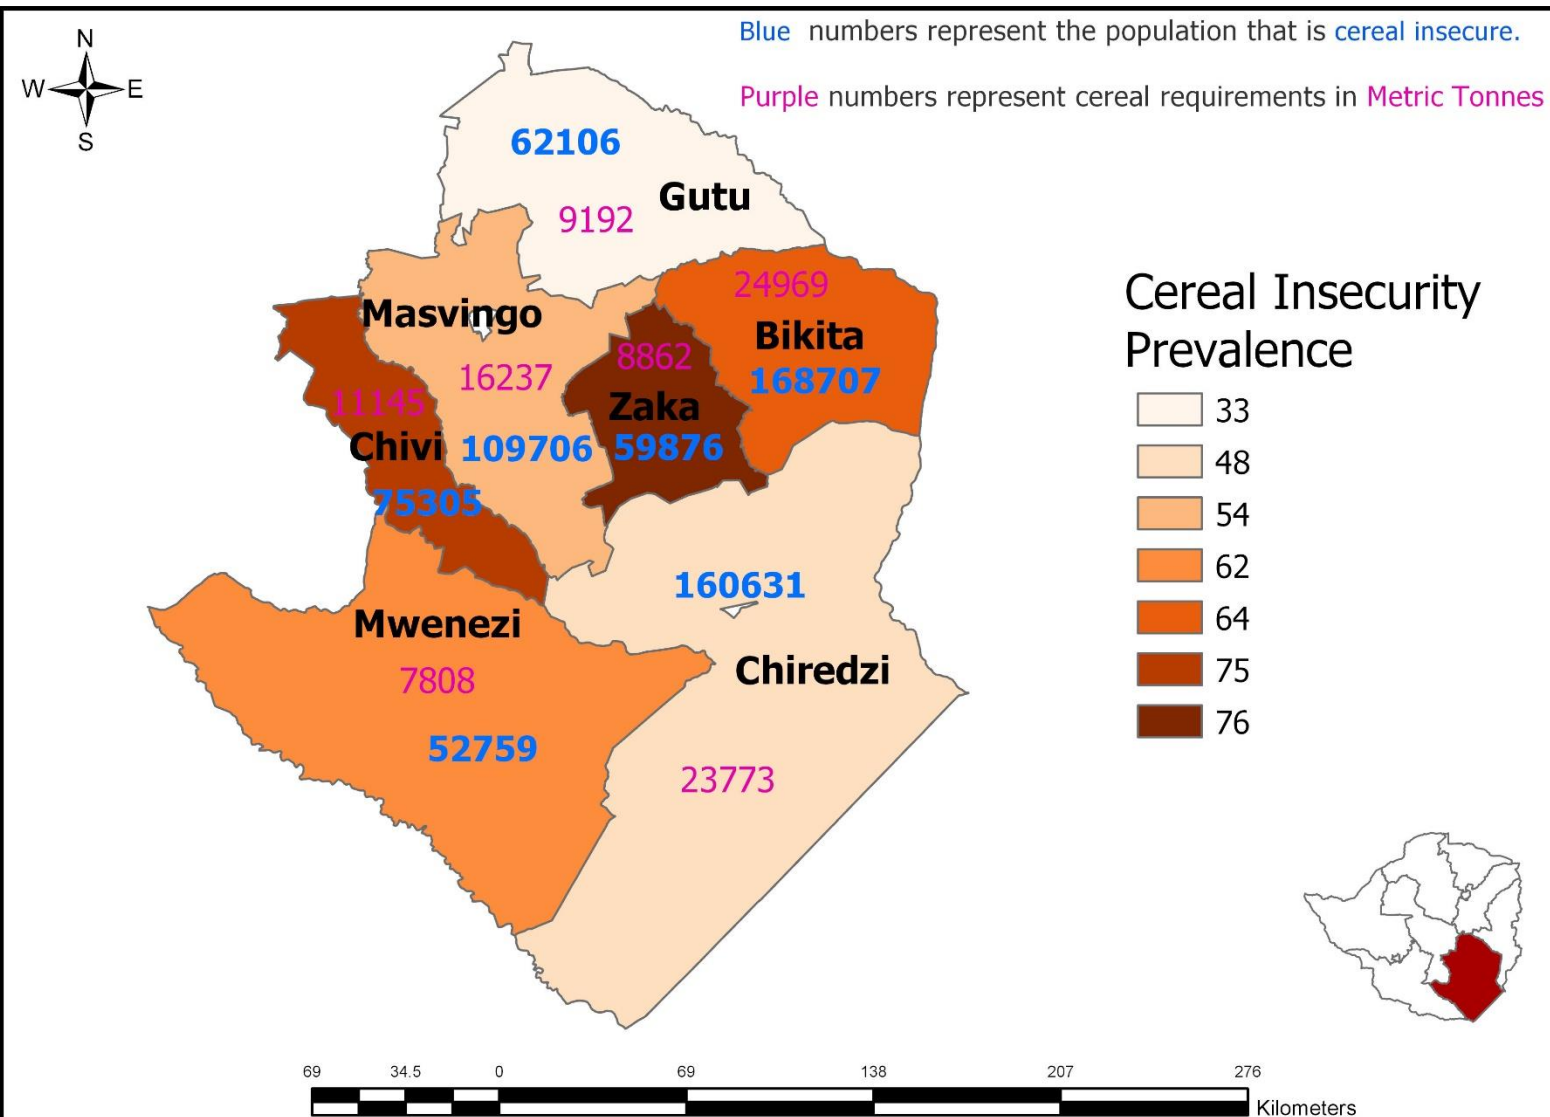 Blue numbers represent the population that is cereal insecure.
Purple numbers represent cereal requirements in Metric Tonnes
N
W E
S
62106
Gutu
9192
24969
Masvingo
Bikita
8862
16237
168707
11145
Zaka
Chivi
109706
59876
75305
160631
Mwenezi
Chiredzi
7808
52759
23773
Cereal Insecurity
Prevalence
33
48
54
62
64
75
76
69 34.5 0 69 138 207 276
Kilometers